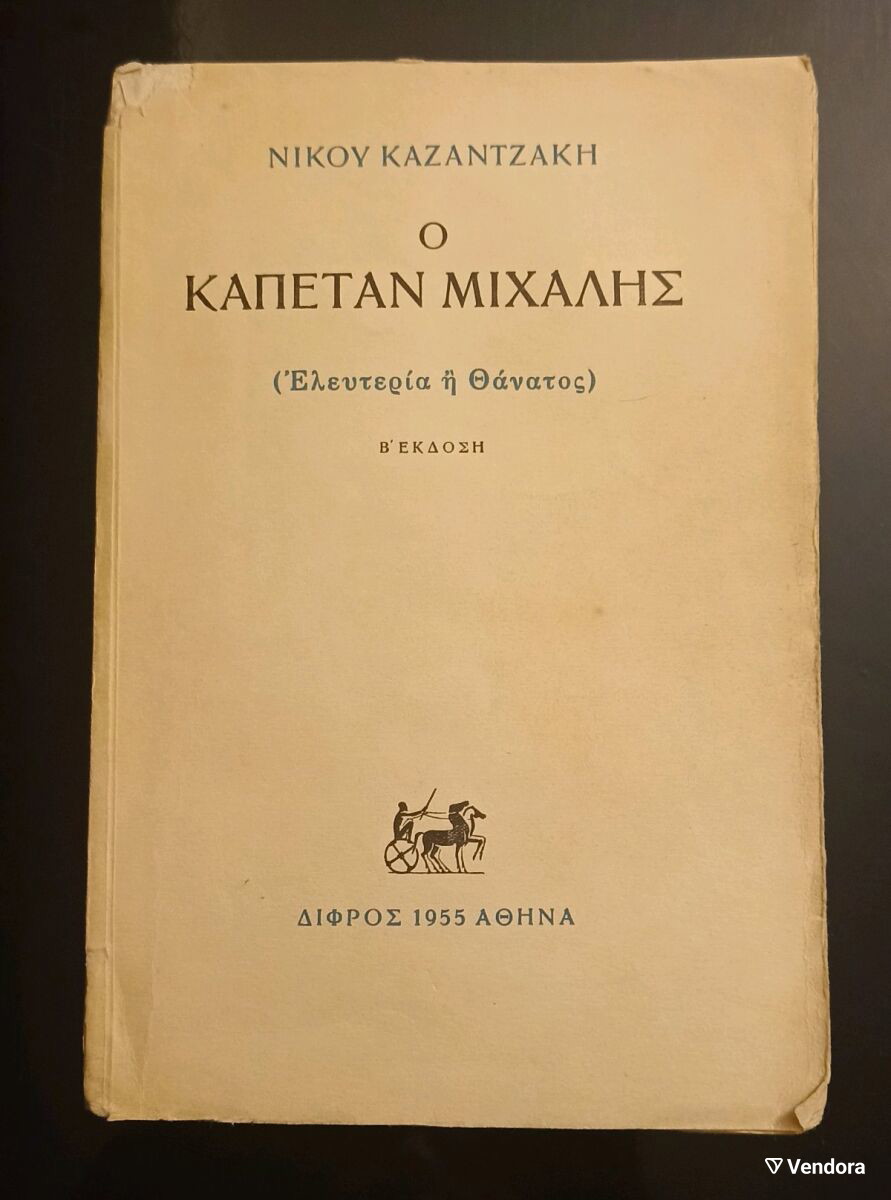 ΝΙΚΟΥ ΚΑΖΑΝΤΖΑΚΗ
Ο
ΚΑΠΕΤΑΝ ΜΙΧΑΛΗΣ
(Ἐλευτερία ἢ Θάνατος)
Β΄ ΕΚΔΟΣΗ
ΔΙΦΡΟΣ 1955 ΑΘΗΝΑ
Vendora